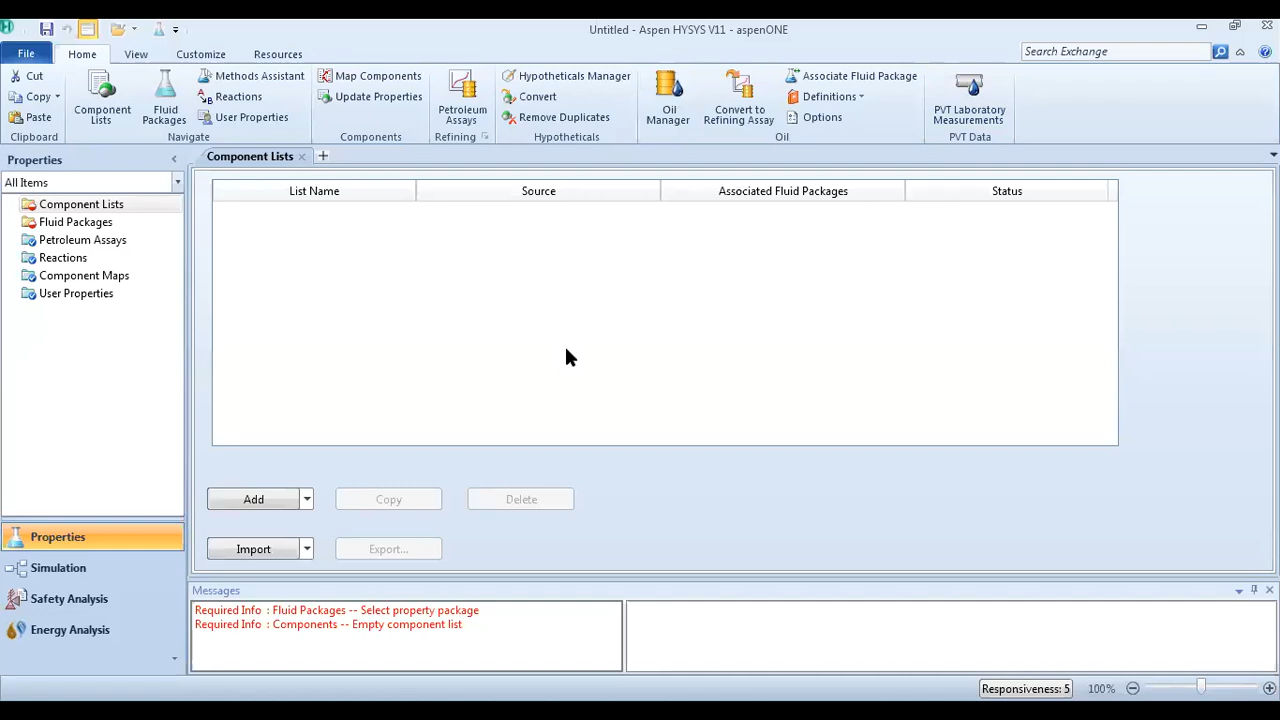 Untitled - Aspen HYSYS V11 - aspenONE
File Home View Customize Resources Search Exchange
Cut
Copy
Paste
Clipboard
Component Lists
Fluid Packages
Methods Assistant
Reactions
User Properties
Navigate
Map Components
Update Properties
Components
Petroleum Assays
Refining
Hypotheticals Manager
Convert
Remove Duplicates
Hypotheticals
Oil Manager
Convert to Refining Assay
Associate Fluid Package
Definitions
Options
Oil
PVT Laboratory Measurements
PVT Data
Properties
All Items
Component Lists
Fluid Packages
Petroleum Assays
Reactions
Component Maps
User Properties
Properties
Simulation
Safety Analysis
Energy Analysis
Component Lists
List Name Source Associated Fluid Packages Status
Add Copy Delete
Import Export...
Messages
Required Info : Fluid Packages -- Select property package
Required Info : Components -- Empty component list
Responsiveness: 5 100%